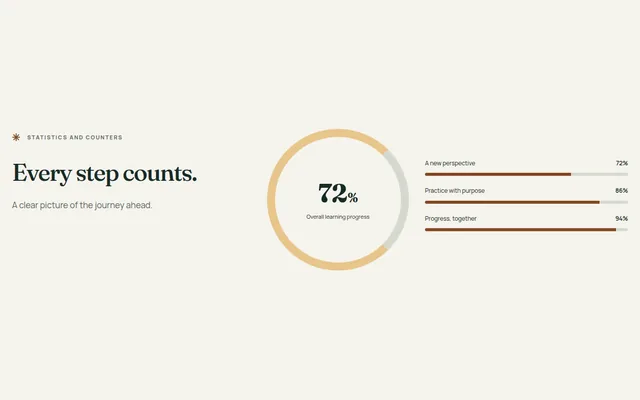 STATISTICS AND COUNTERS
Every step counts.
A clear picture of the journey ahead.
72%
Overall learning progress
A new perspective 72%
Practice with purpose 86%
Progress, together 94%